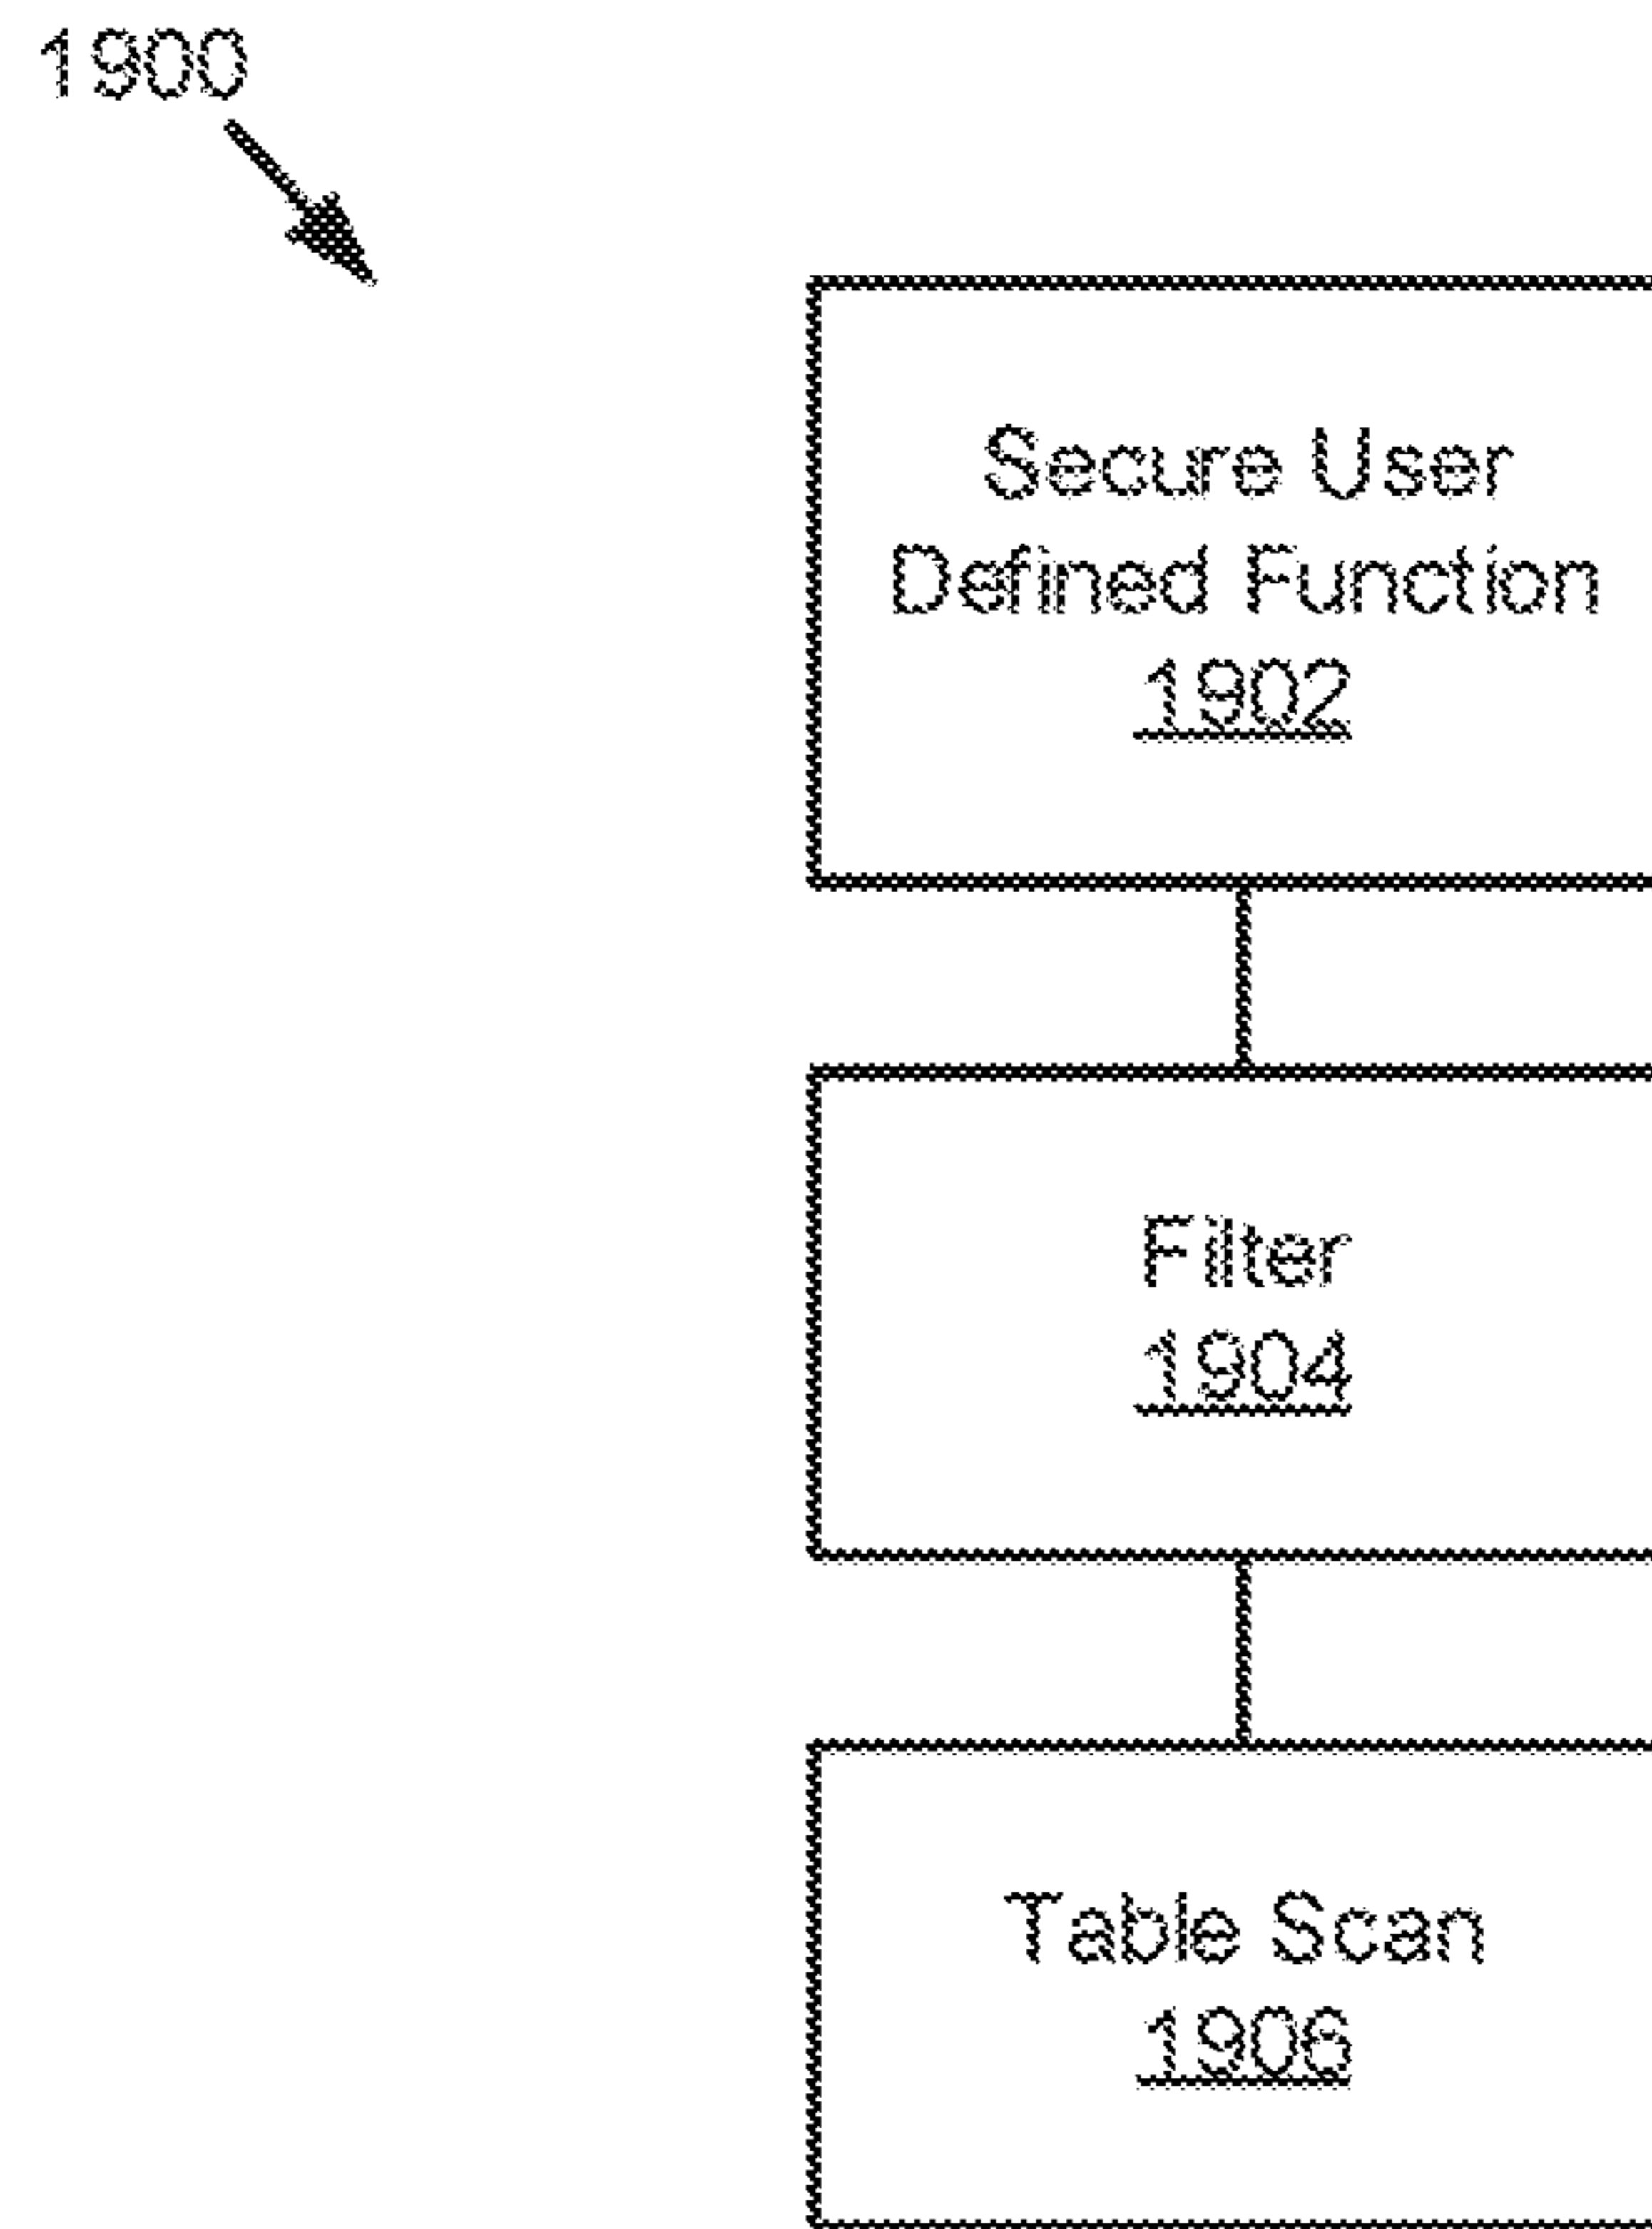 1900
Secure User
Defined Function
1902
Filter
1904
Table Scan
1906